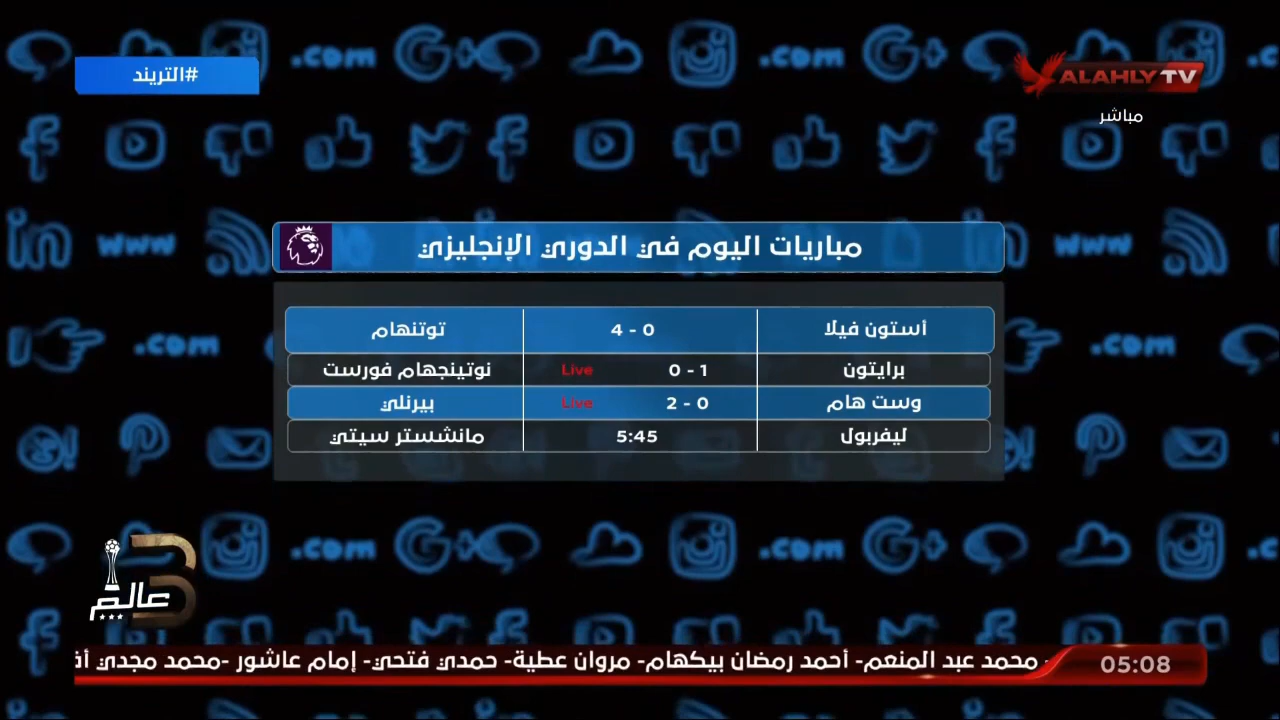 #التريند
ALAHLY TV
مباشر
مباريات اليوم في الدوري الإنجليزي
أستون فيلا 4 - 0 توتنهام
برايتون 0 - 1 Live نوتينجهام فورست
وست هام 2 - 0 Live بيرنلي
ليفربول 5:45 مانشستر سيتي
3 عالم
- محمد عبد المنعم- أحمد رمضان بيكهام- مروان عطية- حمدي فتحي- إمام عاشور -محمد مجدي
05:08